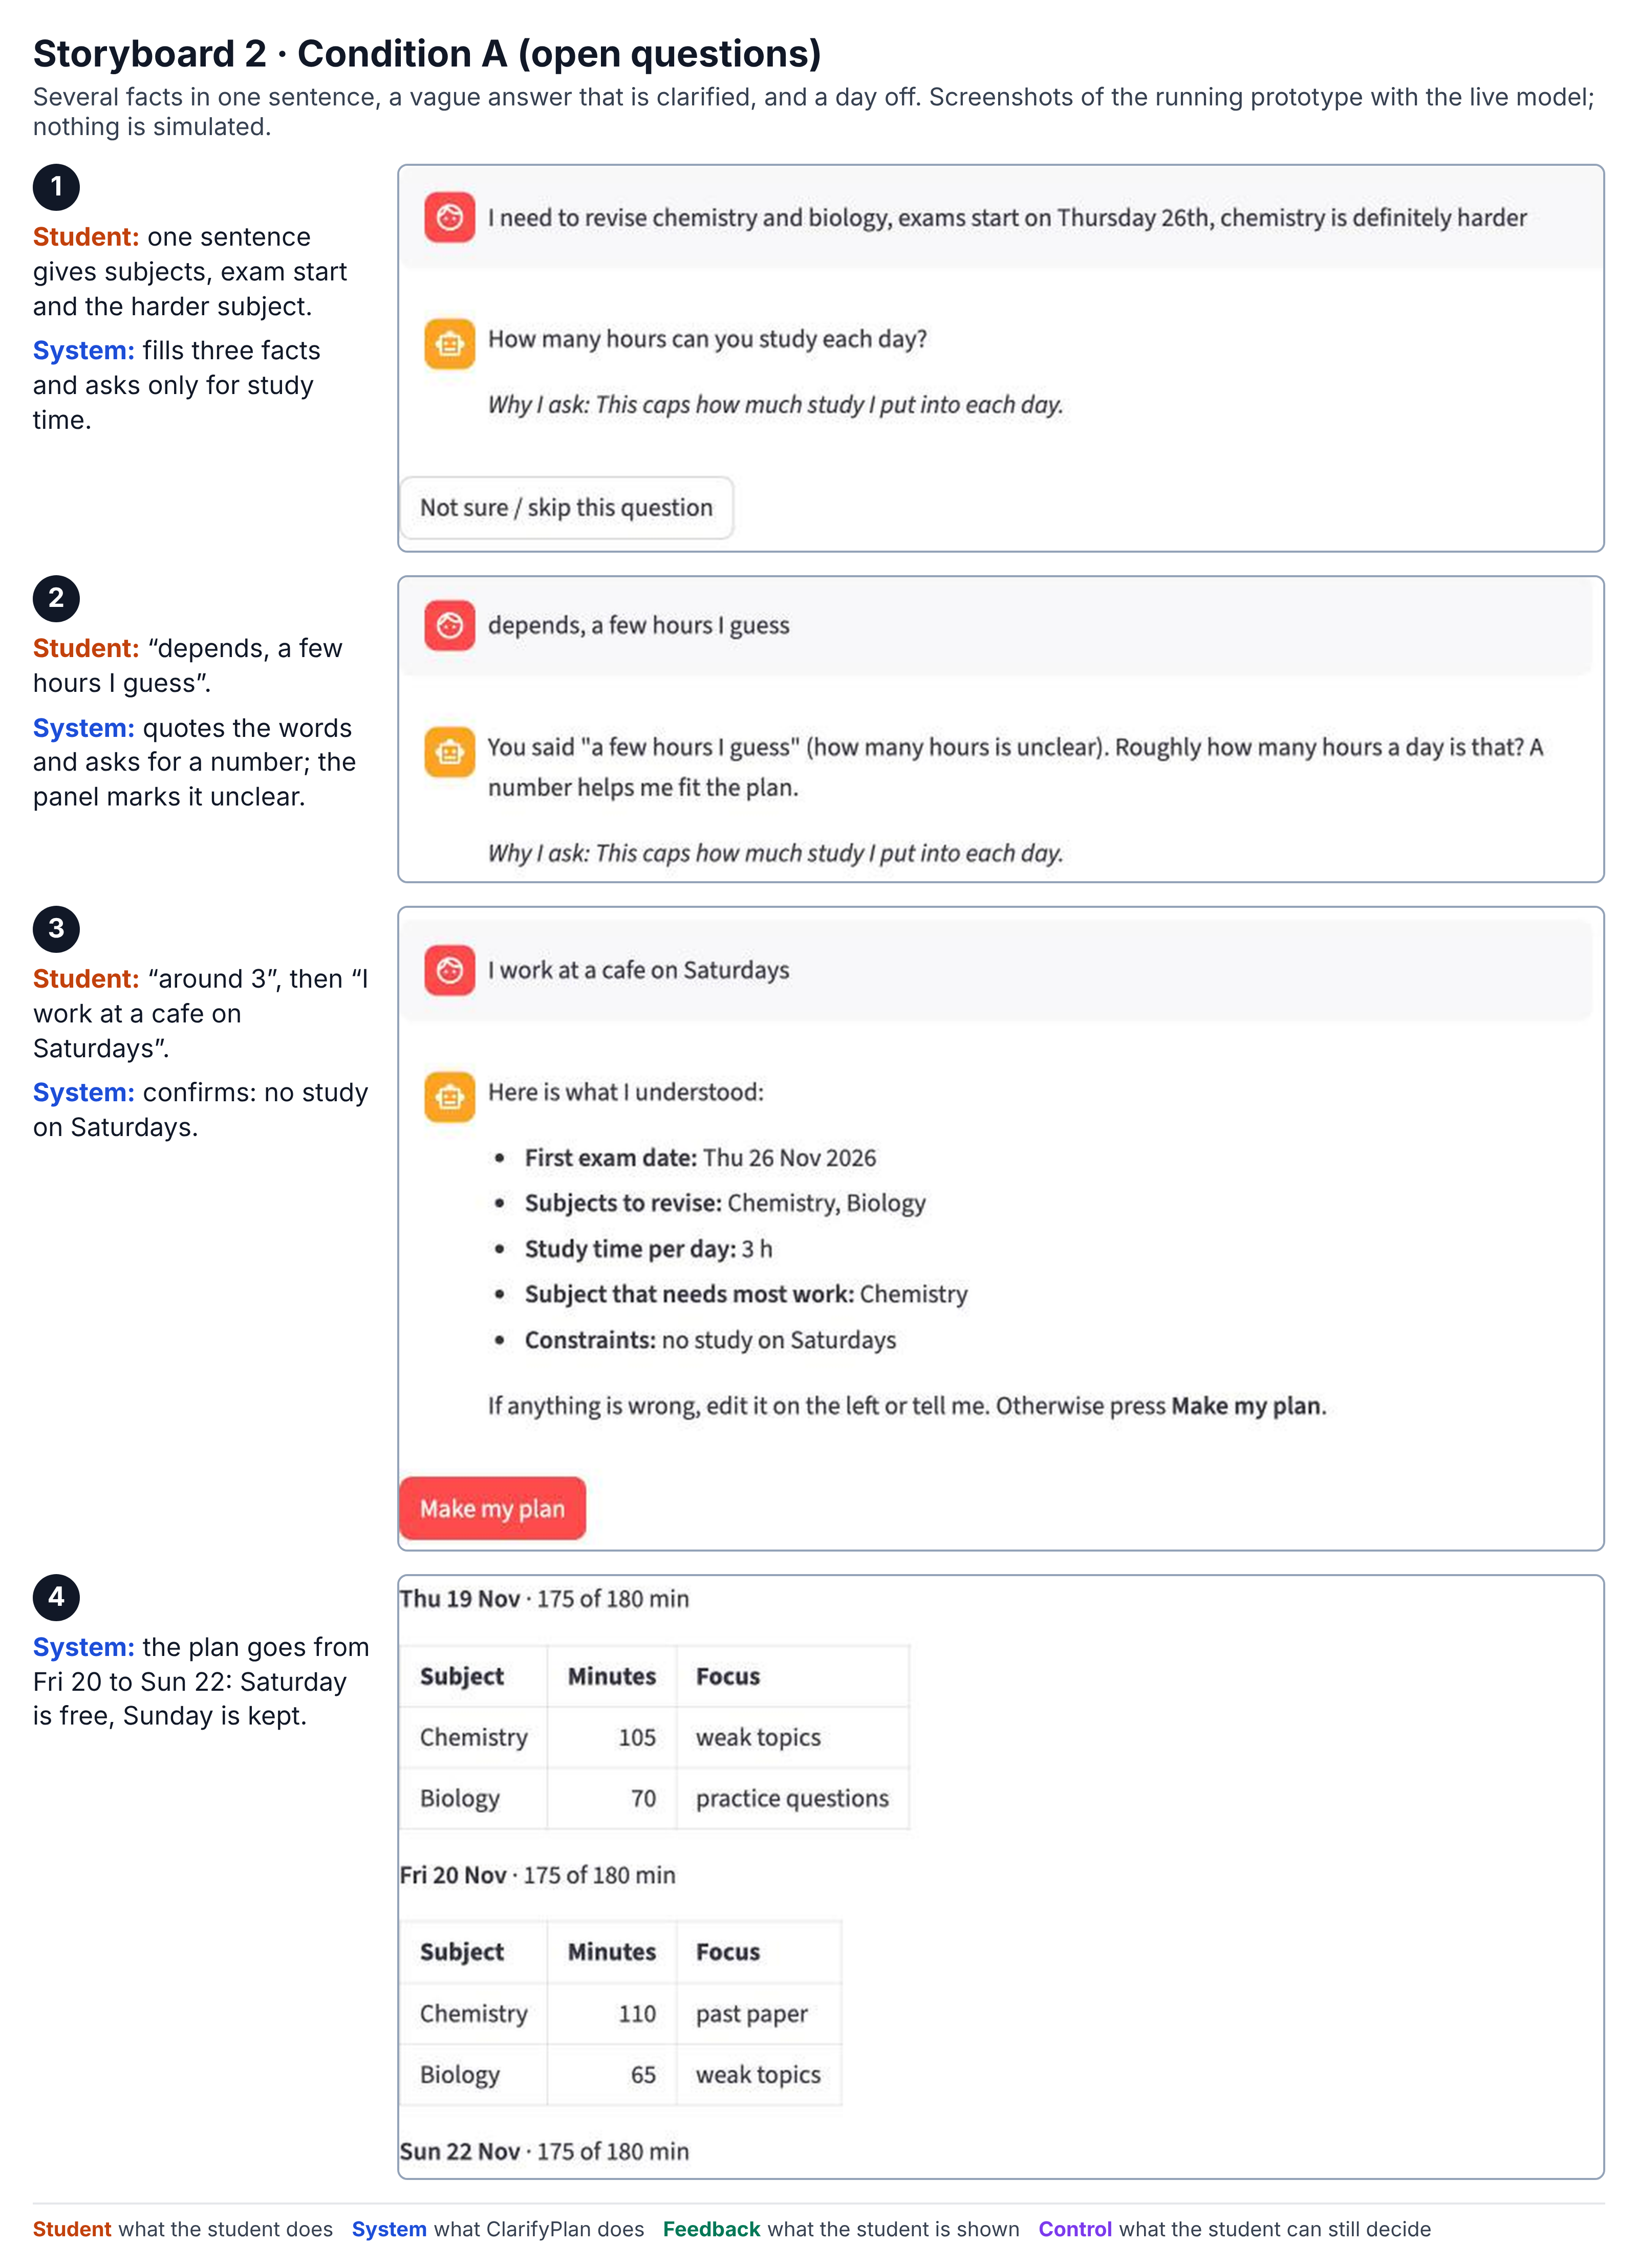 Storyboard 2 · Condition A (open questions)
Several facts in one sentence, a vague answer that is clarified, and a day off. Screenshots of the running prototype with the live model;
nothing is simulated.
1
Student: one sentence
gives subjects, exam start
and the harder subject.
System: fills three facts
and asks only for study
time.
I need to revise chemistry and biology, exams start on Thursday 26th, chemistry is definitely harder
How many hours can you study each day?
Why I ask: This caps how much study I put into each day.
Not sure / skip this question
2
Student: “depends, a few
hours I guess”.
System: quotes the words
and asks for a number; the
panel marks it unclear.
depends, a few hours I guess
You said "a few hours I guess" (how many hours is unclear). Roughly how many hours a day is that? A
number helps me fit the plan.
Why I ask: This caps how much study I put into each day.
3
Student: “around 3”, then “I
work at a cafe on
Saturdays”.
System: confirms: no study
on Saturdays.
I work at a cafe on Saturdays
Here is what I understood:
• First exam date: Thu 26 Nov 2026
• Subjects to revise: Chemistry, Biology
• Study time per day: 3 h
• Subject that needs most work: Chemistry
• Constraints: no study on Saturdays
If anything is wrong, edit it on the left or tell me. Otherwise press Make my plan.
Make my plan
4
System: the plan goes from
Fri 20 to Sun 22: Saturday
is free, Sunday is kept.
Thu 19 Nov · 175 of 180 min
Subject Minutes Focus
Chemistry 105 weak topics
Biology 70 practice questions
Fri 20 Nov · 175 of 180 min
Subject Minutes Focus
Chemistry 110 past paper
Biology 65 weak topics
Sun 22 Nov · 175 of 180 min
Student what the student does System what ClarifyPlan does Feedback what the student is shown Control what the student can still decide